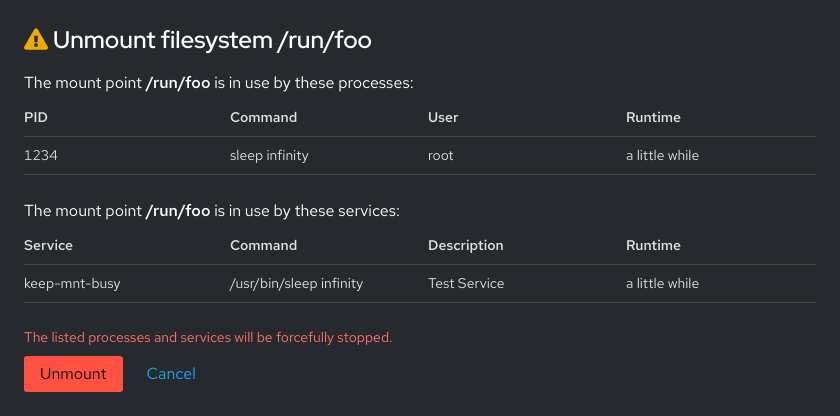 Unmount filesystem /run/foo
The mount point /run/foo is in use by these processes:
PID Command User Runtime
1234 sleep infinity root a little while
The mount point /run/foo is in use by these services:
Service Command Description Runtime
keep-mnt-busy /usr/bin/sleep infinity Test Service a little while
The listed processes and services will be forcefully stopped.
Unmount Cancel